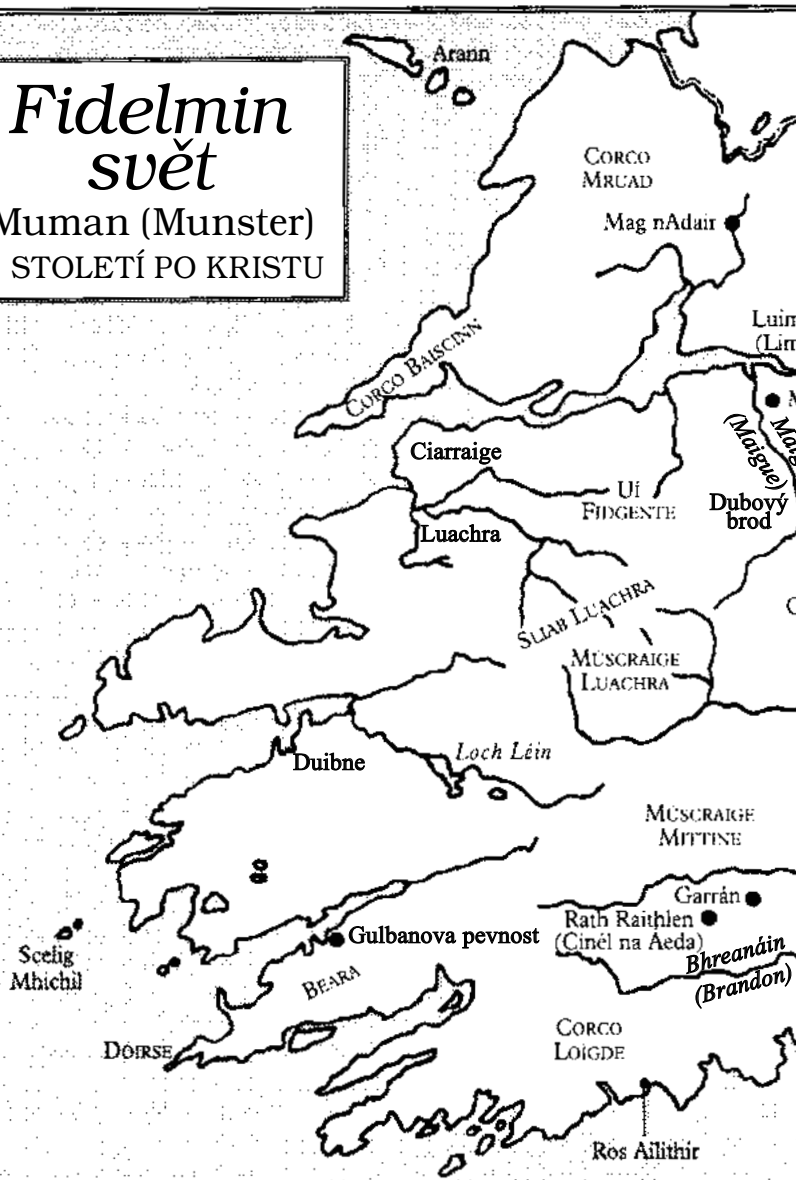 Fidelmin
svět
Muman (Munster)
STOLETÍ PO KRISTU
Árann
CORCO
MRUAD
Mag nAdair
CORCO BAISCINN
(Maigue)
Ciarraige
UÍ
FIDGENTE
Dubový
brod
Luachra
SLIAB LUACHRA
MÚSCRAIGE
LUACHRA
Loch Léin
Duibne
MÚSCRAIGE
MITTINE
Garrán
Rath Raithlen
(Cinél na Áeda)
Gulbanova pevnost
Scelig
Mhichil
Bhreanáin
(Brandon)
BEARA
CORCO
LOÍGDE
DÓIRSE
Ros Ailithir